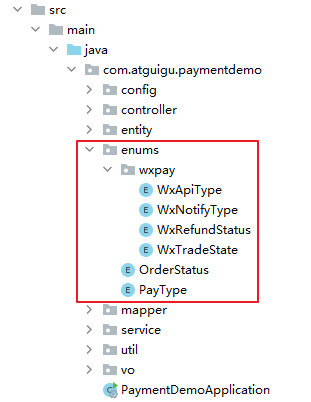 src
main
java
com.atguigu.paymentdemo
config
controller
entity
enums
wxpay
WxApiType
WxNotifyType
WxRefundStatus
WxTradeState
OrderStatus
PayType
mapper
service
util
vo
PaymentDemoApplication